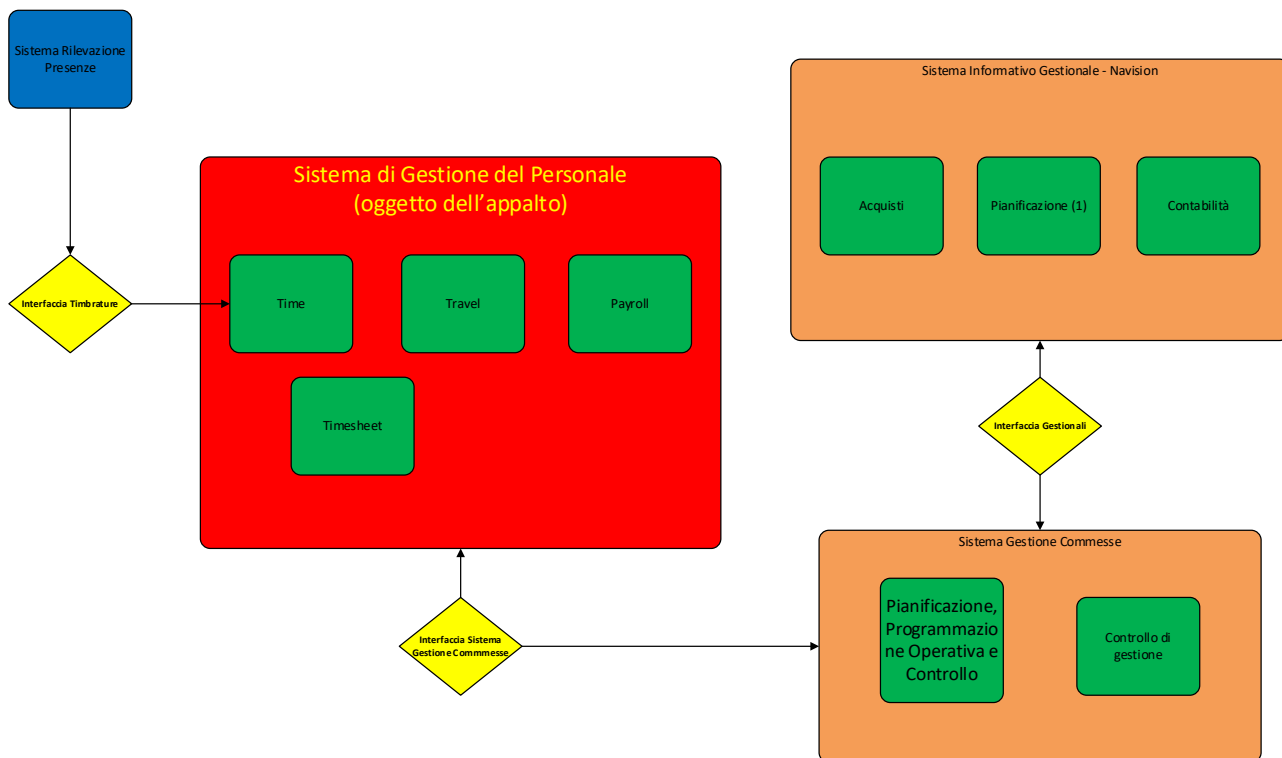 Sistema Rilevazione
Presenze
Sistema Informativo Gestionale - Navision
Sistema di Gestione del Personale
(oggetto dell’appalto)
Acquisti
Pianificazione (1)
Contabilità
Interfaccia Timbrature
Time
Travel
Payroll
Timesheet
Interfaccia Gestionali
Sistema Gestione Commesse
Interfaccia Sistema
Gestione Commmesse
Pianificazione,
Programmazio
ne Operativa e
Controllo
Controllo di
gestione